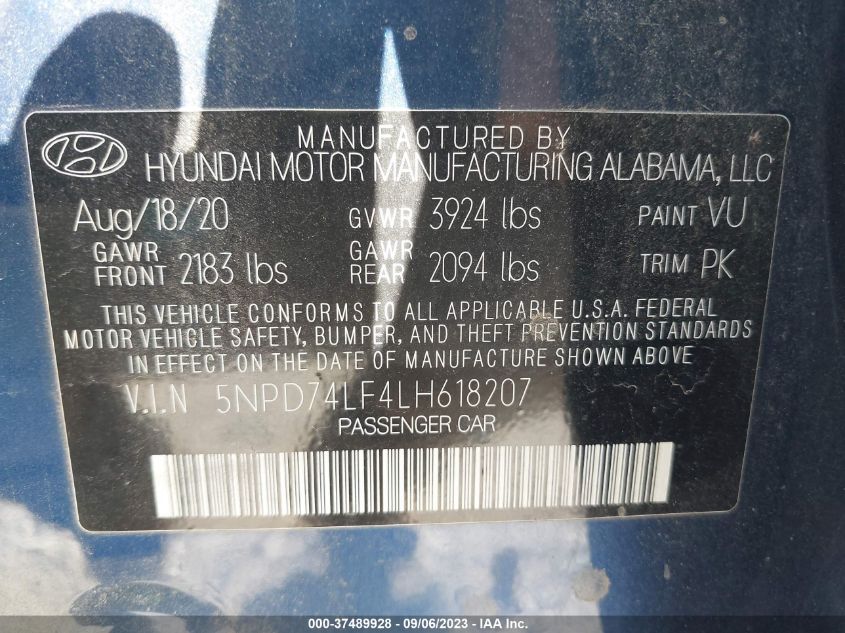 MANUFACTURED BY
HYUNDAI MOTOR MANUFACTURING ALABAMA, LLC
Aug/18/20 GVWR 3924 lbs PAINT VU
GAWR FRONT 2183 lbs GAWR REAR 2094 lbs TRIM PK
THIS VEHICLE CONFORMS TO ALL APPLICABLE U.S.A. FEDERAL
MOTOR VEHICLE SAFETY, BUMPER, AND THEFT PREVENTION STANDARDS
IN EFFECT ON THE DATE OF MANUFACTURE SHOWN ABOVE
V.I.N 5NPD74LF4LH618207
PASSENGER CAR
000-37489928 - 09/06/2023 - IAA Inc.